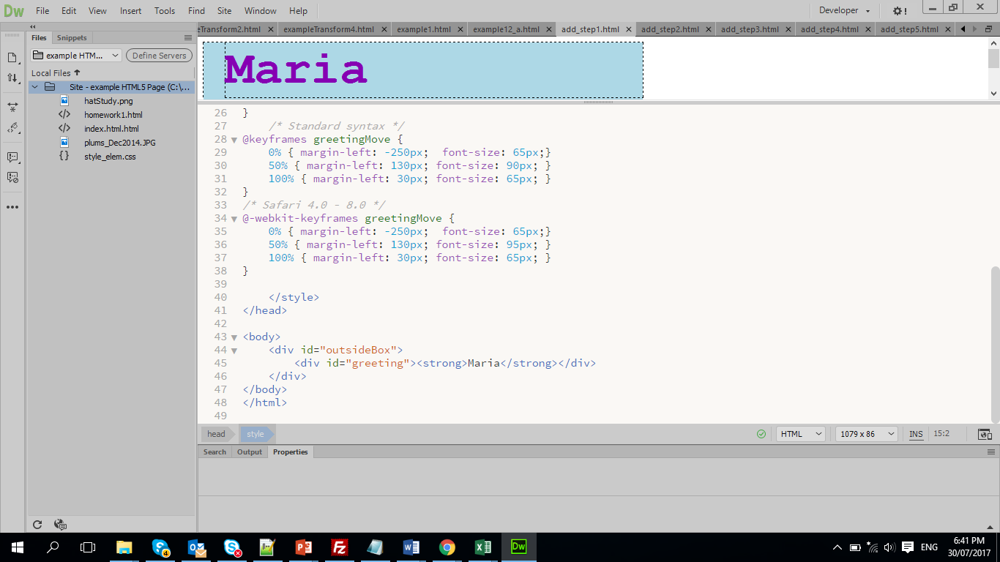 Dw File Edit View Insert Tools Find Site Window Help Developer
Files Snippets
eTransform2.html exampleTransform4.html example1.html example12_a.html add_step1.html add_step2.html add_step3.html add_step4.html add_step5.html
example HTM... Define Servers
Local Files
Site - example HTML5 Page (C:\...
hatStudy.png
homework1.html
index.html.html
plums_Dec2014.JPG
style_elem.css
Maria
26 }
27 /* Standard syntax */
28 @keyframes greetingMove {
29 0% { margin-left: -250px;  font-size: 65px;}
30 50% { margin-left: 130px; font-size: 90px; }
31 100% { margin-left: 30px; font-size: 65px; }
32 }
33 /* Safari 4.0 - 8.0 */
34 @-webkit-keyframes greetingMove {
35 0% { margin-left: -250px;  font-size: 65px;}
36 50% { margin-left: 130px; font-size: 95px; }
37 100% { margin-left: 30px; font-size: 65px; }
38 }
39
40 </style>
41 </head>
42
43 <body>
44 <div id="outsideBox">
45 <div id="greeting"><strong>Maria</strong></div>
46 </div>
47 </body>
48 </html>
49
head style HTML 1079 x 86 INS 15:2
Search Output Properties
4 Dw ENG 6:41 PM
30/07/2017